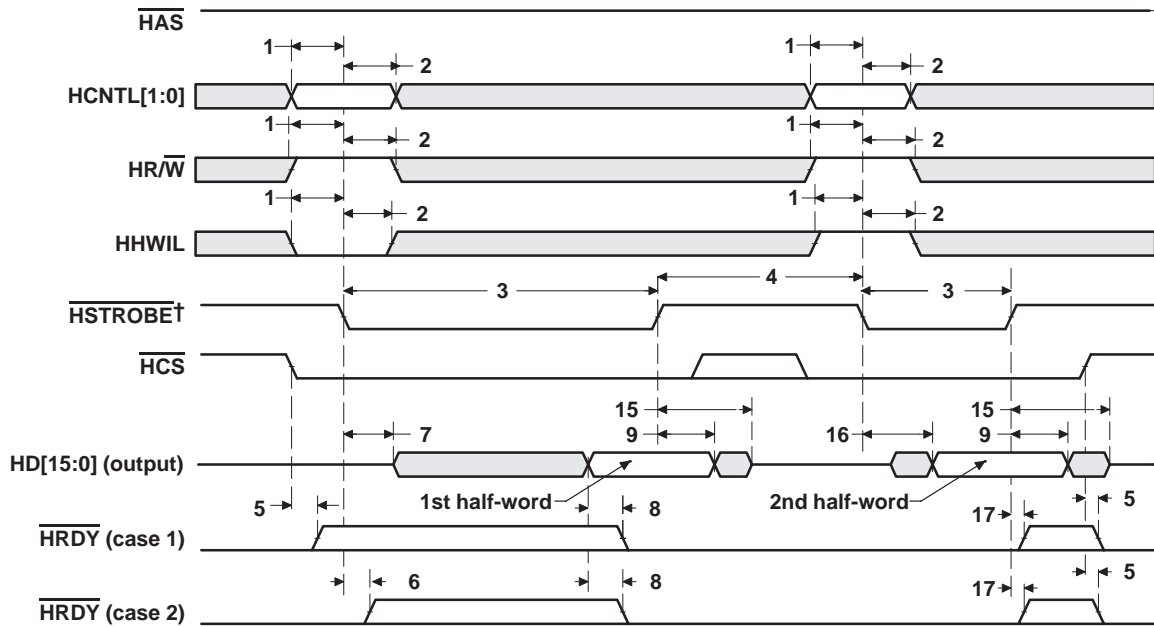 HAS
1 1
2 2
HCNTL[1:0]
1 2 1 2
HR/W
1 2 1 2
HHWIL
3 4 3
HSTROBE†
HCS
15 15
7 9 16 9
HD[15:0] (output)
1st half-word 2nd half-word
5 8 17 5
HRDY (case 1)
6 8 17 5
HRDY (case 2)